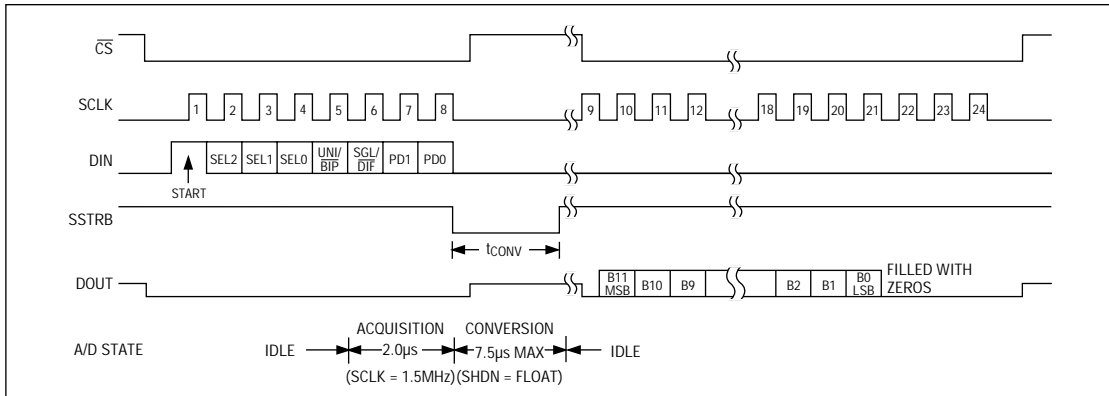 CS
SCLK
1 2 3 4 5 6 7 8 9 10 11 12 18 19 20 21 22 23 24
DIN
SEL2 SEL1 SEL0 UNI/ BIP SGL/ DIF PD1 PD0
START
SSTRB
tCONV
DOUT
B11 MSB B10 B9 B2 B1 B0 LSB
FILLED WITH
ZEROS
A/D STATE
IDLE
ACQUISITION
2.0µs
(SCLK = 1.5MHz)
CONVERSION
7.5µs MAX
(SHDN = FLOAT)
IDLE